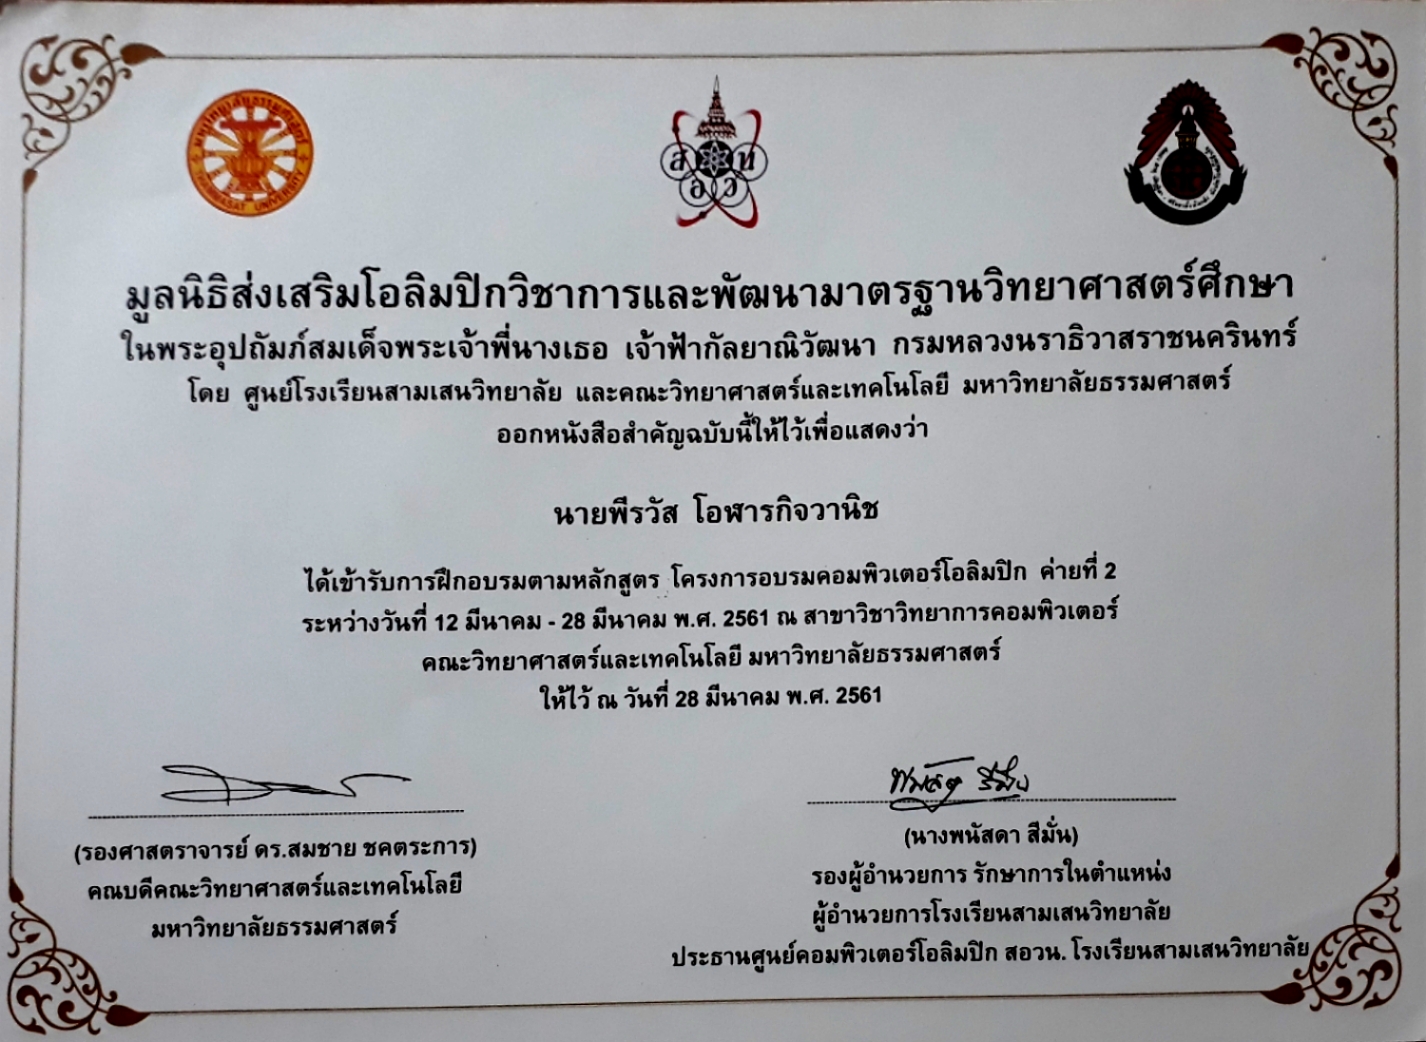 มหาวิทยาลัยธรรมศาสตร์
THAMMASAT UNIVERSITY
ส
อ
ว
น
มูลนิธิส่งเสริมโอลิมปิกวิชาการและพัฒนามาตรฐานวิทยาศาสตร์ศึกษา
ในพระอุปถัมภ์สมเด็จพระเจ้าพี่นางเธอ เจ้าฟ้ากัลยาณิวัฒนา กรมหลวงนราธิวาสราชนครินทร์
โดย ศูนย์โรงเรียนสามเสนวิทยาลัย และคณะวิทยาศาสตร์และเทคโนโลยี มหาวิทยาลัยธรรมศาสตร์
ออกหนังสือสำคัญฉบับนี้ให้ไว้เพื่อแสดงว่า
นายพีรวัส โอฬารกิจวานิช
ได้เข้ารับการฝึกอบรมตามหลักสูตร โครงการอบรมคอมพิวเตอร์โอลิมปิก ค่ายที่ 2
ระหว่างวันที่ 12 มีนาคม - 28 มีนาคม พ.ศ. 2561 ณ สาขาวิชาวิทยาการคอมพิวเตอร์
คณะวิทยาศาสตร์และเทคโนโลยี มหาวิทยาลัยธรรมศาสตร์
ให้ไว้ ณ วันที่ 28 มีนาคม พ.ศ. 2561
(รองศาสตราจารย์ ดร.สมชาย ชคตระการ)
คณบดีคณะวิทยาศาสตร์และเทคโนโลยี
มหาวิทยาลัยธรรมศาสตร์
พนัสดา สีมั่น
(นางพนัสดา สีมั่น)
รองผู้อำนวยการ รักษาการในตำแหน่ง
ผู้อำนวยการโรงเรียนสามเสนวิทยาลัย
ประธานศูนย์คอมพิวเตอร์โอลิมปิก สอวน. โรงเรียนสามเสนวิทยาลัย